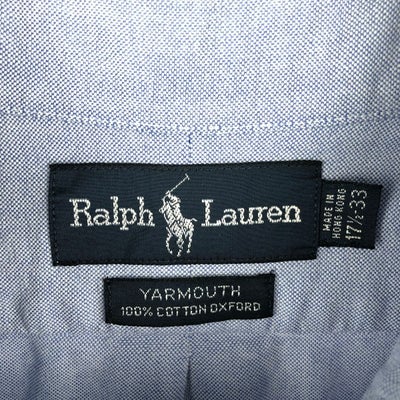 Ralph Lauren
MADE IN
HONG KONG
17½-33
YARMOUTH
100% COTTON OXFORD